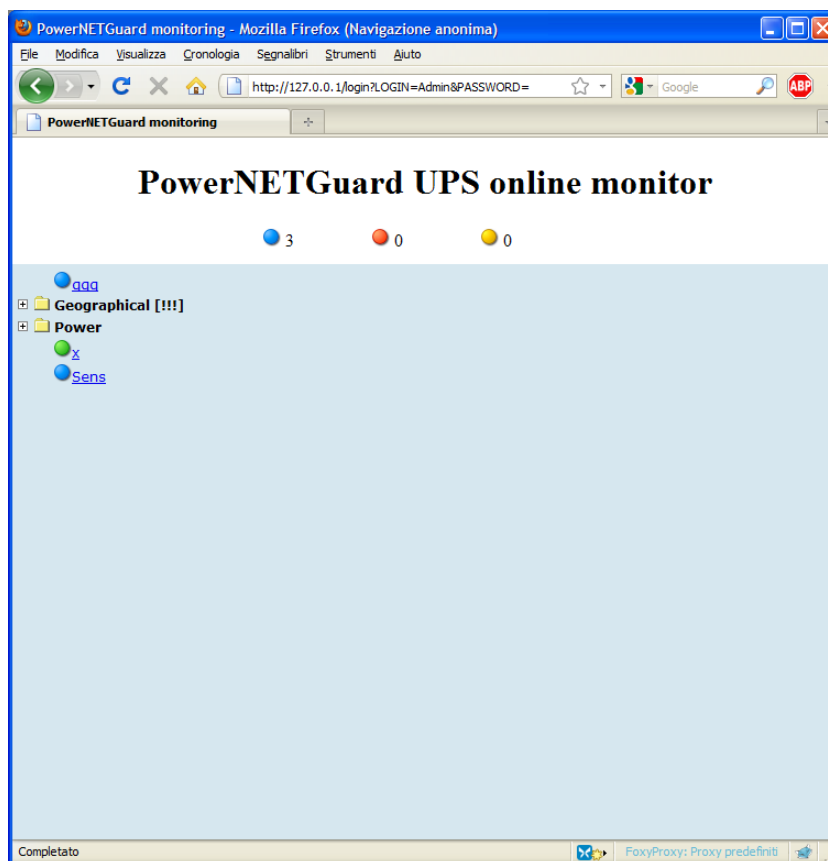 PowerNETGuard monitoring - Mozilla Firefox (Navigazione anonima)
File Modifica Visualizza Cronologia Segnalibri Strumenti Aiuto
http://127.0.0.1/login?LOGIN=Admin&PASSWORD= Google ABP
PowerNETGuard monitoring
PowerNETGuard UPS online monitor
3 0 0
qqq
Geographical [!!!]
Power
x
Sens
Completato FoxyProxy: Proxy predefiniti